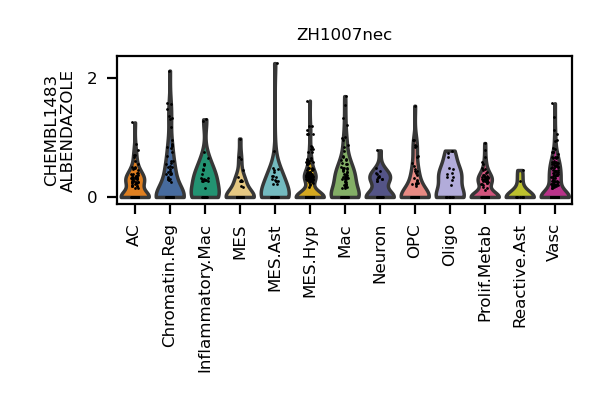 ZH1007nec
CHEMBL1483
ALBENDAZOLE
2
0
AC
Chromatin.Reg
Inflammatory.Mac
MES
MES.Ast
MES.Hyp
Mac
Neuron
OPC
Oligo
Prolif.Metab
Reactive.Ast
Vasc